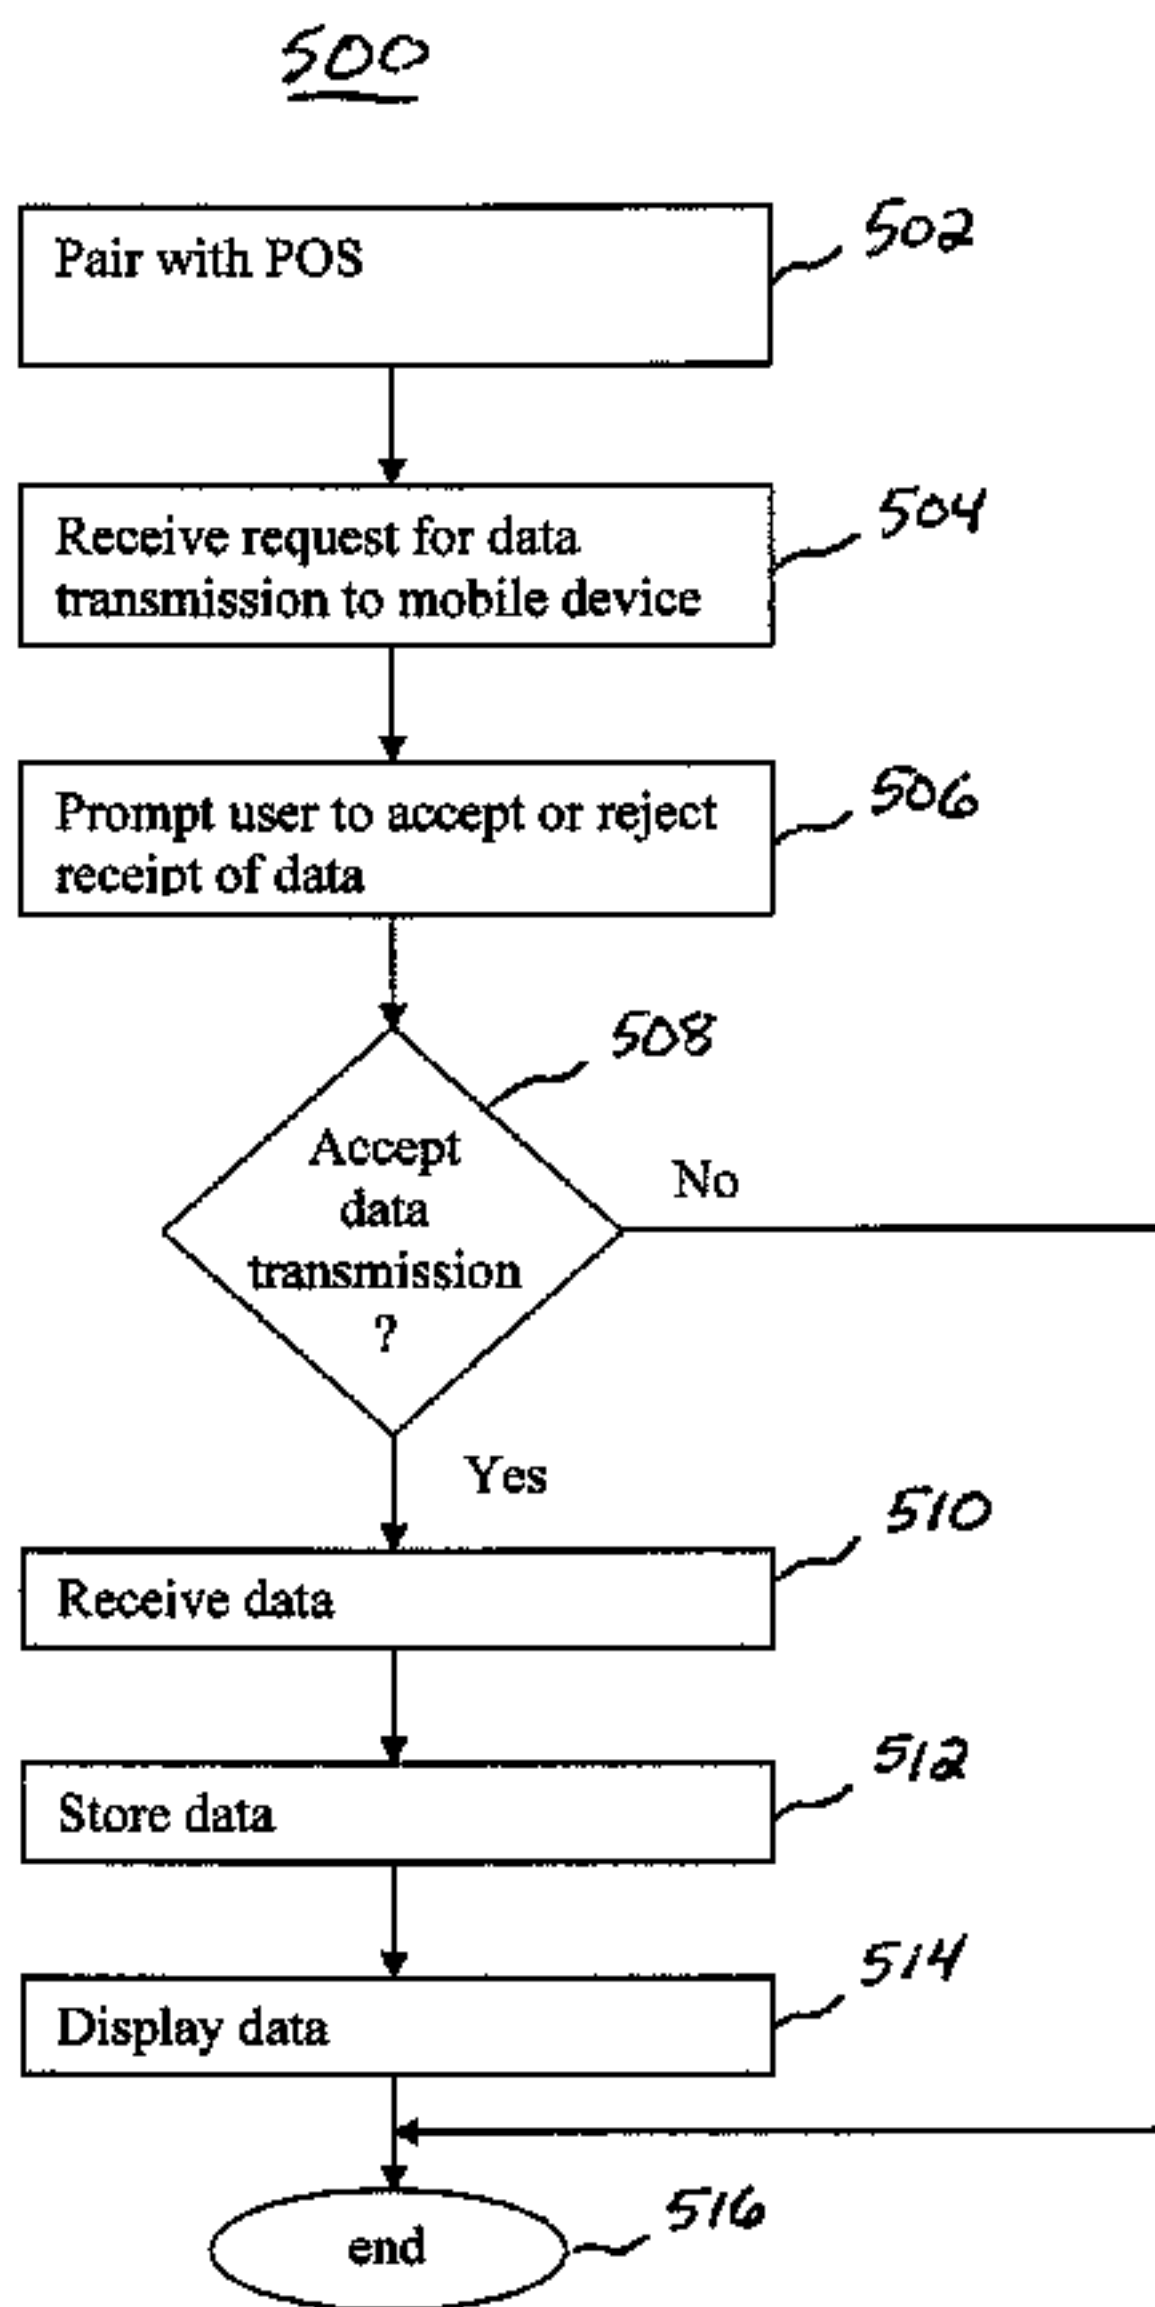 500
Pair with POS
502
Receive request for data
transmission to mobile device
504
Prompt user to accept or reject
receipt of data
506
508
Accept
data
transmission
?
No
Yes
Receive data
510
Store data
512
Display data
514
end
516